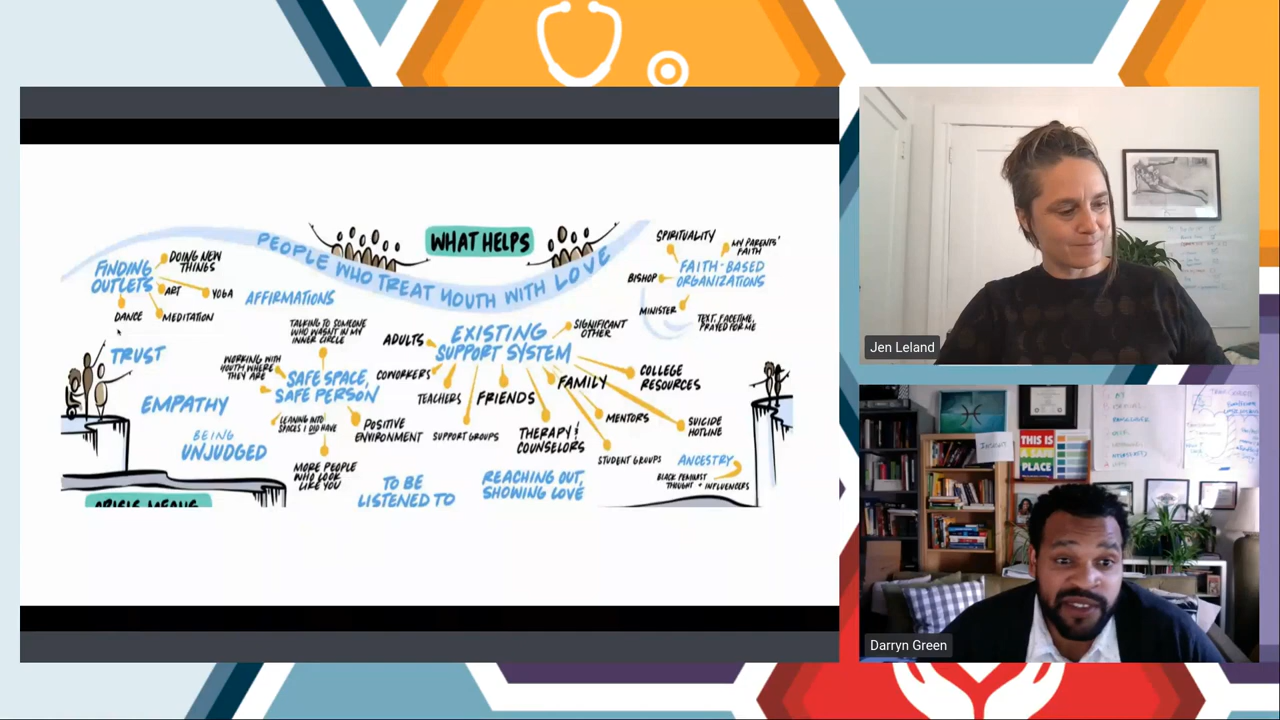 WHAT HELPS
PEOPLE WHO TREAT YOUTH WITH LOVE
FINDING
OUTLETS
DOING NEW
THINGS
ART
YOGA
DANCE
MEDITATION
AFFIRMATIONS
TRUST
EMPATHY
BEING
UNJUDGED
TALKING TO SOMEONE
WHO WASN'T IN MY
INNER CIRCLE
WORKING WITH
YOUTH WHERE
THEY ARE
SAFE SPACE,
SAFE PERSON
LEANING INTO
SPACES I DID HAVE
POSITIVE
ENVIRONMENT
MORE PEOPLE
WHO LOOK
LIKE YOU
EXISTING
SUPPORT SYSTEM
ADULTS
COWORKERS
TEACHERS
SUPPORT GROUPS
FRIENDS
THERAPY &
COUNSELORS
FAMILY
STUDENT GROUPS
MENTORS
SUICIDE
HOTLINE
COLLEGE
RESOURCES
SIGNIFICANT
OTHER
TO BE
LISTENED TO
REACHING OUT,
SHOWING LOVE
SPIRITUALITY
MY PARENTS'
FAITH
FAITH-BASED
ORGANIZATIONS
BISHOP
MINISTER
TEXT, FACETIME,
PRAYED FOR ME
ANCESTRY
BLACK FEMINIST
THOUGHT + INFLUENCERS
CRISIS MEANS
Jen Leland
INSIGHT
THIS IS
A SAFE
PLACE
Darryn Green